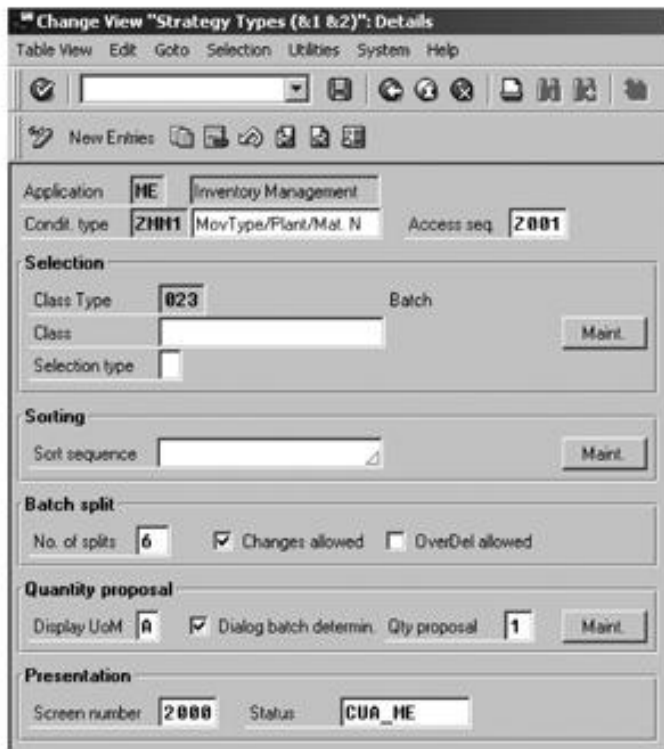 Change View "Strategy Types (&1 &2)": Details
Table View Edit Goto Selection Utilities System Help
New Entries
Application ME Inventory Management
Condit. type ZMM1 MovType/Plant/Mat. N Access seq. Z001
Selection
Class Type 023 Batch
Class Maint.
Selection type
Sorting
Sort sequence Maint.
Batch split
No. of splits 6 Changes allowed OverDel allowed
Quantity proposal
Display UoM A Dialog batch determin. Qty proposal 1 Maint.
Presentation
Screen number 2000 Status CUA_ME